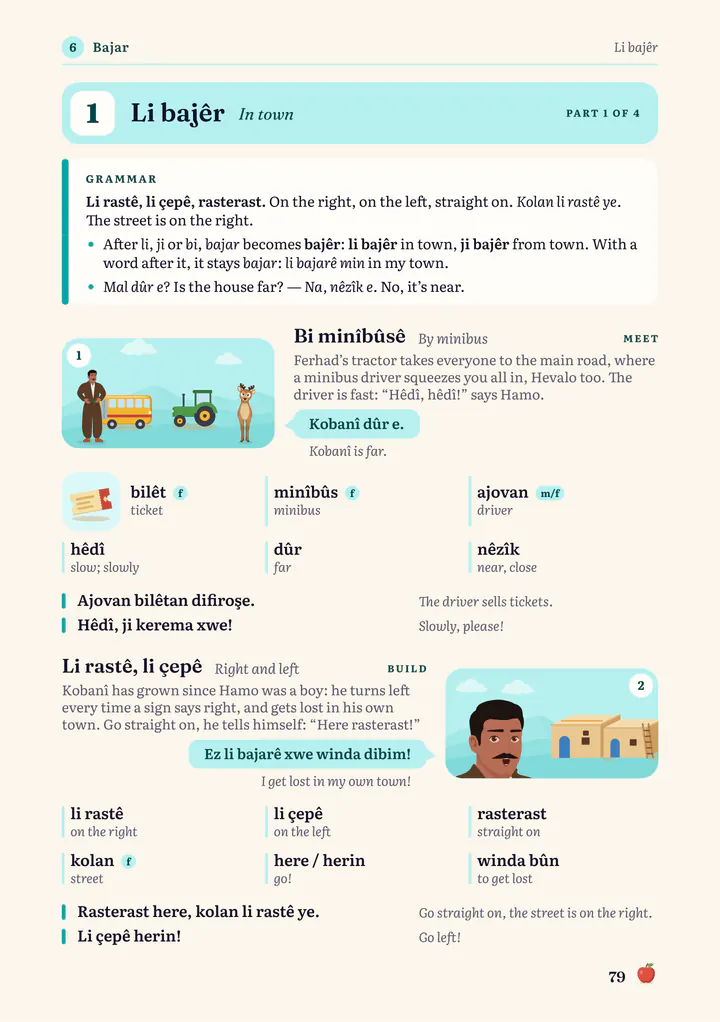 6 Bajar
Li bajêr
1 Li bajêr In town PART 1 OF 4
GRAMMAR
Li rastê, li çepê, rasterast. On the right, on the left, straight on. Kolan li rastê ye.
The street is on the right.
• After li, ji or bi, bajar becomes bajêr: li bajêr in town, ji bajêr from town. With a
word after it, it stays bajar: li bajarê min in my town.
• Mal dûr e? Is the house far? — Na, nêzîk e. No, it’s near.
1
Bi minîbûsê By minibus MEET
Ferhad’s tractor takes everyone to the main road, where
a minibus driver squeezes you all in, Hevalo too. The
driver is fast: “Hêdî, hêdî!” says Hamo.
Kobanî dûr e.
Kobanî is far.
bilêt f
ticket
minîbûs f
minibus
ajovan m/f
driver
hêdî
slow; slowly
dûr
far
nêzîk
near, close
Ajovan bilêtan difiroşe. The driver sells tickets.
Hêdî, ji kerema xwe! Slowly, please!
Li rastê, li çepê Right and left BUILD
Kobanî has grown since Hamo was a boy: he turns left
every time a sign says right, and gets lost in his own
town. Go straight on, he tells himself: “Here rasterast!”
Ez li bajarê xwe winda dibim!
I get lost in my own town!
2
li rastê
on the right
li çepê
on the left
rasterast
straight on
kolan f
street
here / herin
go!
winda bûn
to get lost
Rasterast here, kolan li rastê ye. Go straight on, the street is on the right.
Li çepê herin! Go left!
79